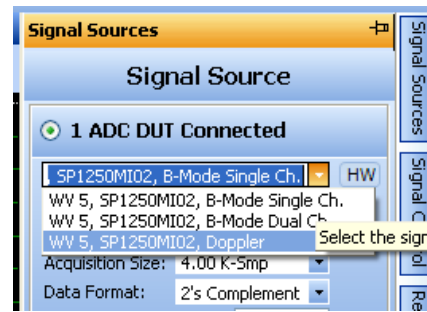 Signal Sources
Signal Source
1 ADC DUT Connected
, SP1250MI02, B-Mode Single Ch.
HW
WV 5, SP1250MI02, B-Mode Single Ch.
WV 5, SP1250MI02, B-Mode Dual Ch
WV 5, SP1250MI02, Doppler
Select the sign
Acquisition Size: 4.00 K-Smp
Data Format: 2's Complement
Signal Sources
Signal